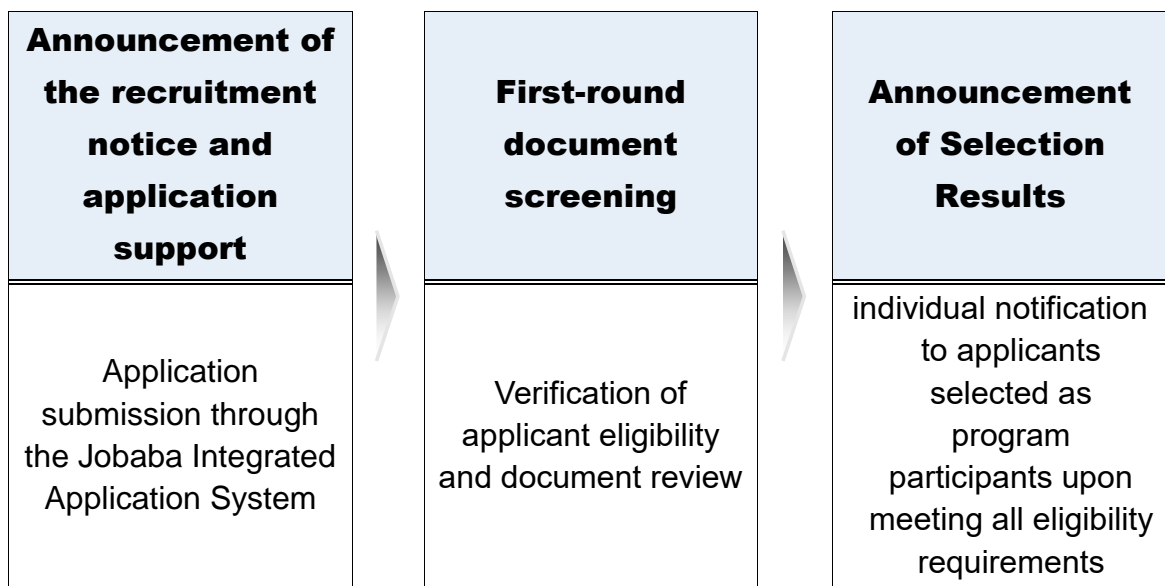 Announcement of
the recruitment
notice and
application
support
First-round
document
screening
Announcement
of Selection
Results
Application
submission through
the Jobaba Integrated
Application System
Verification of
applicant eligibility
and document review
individual notification
to applicants
selected as
program
participants upon
meeting all eligibility
requirements